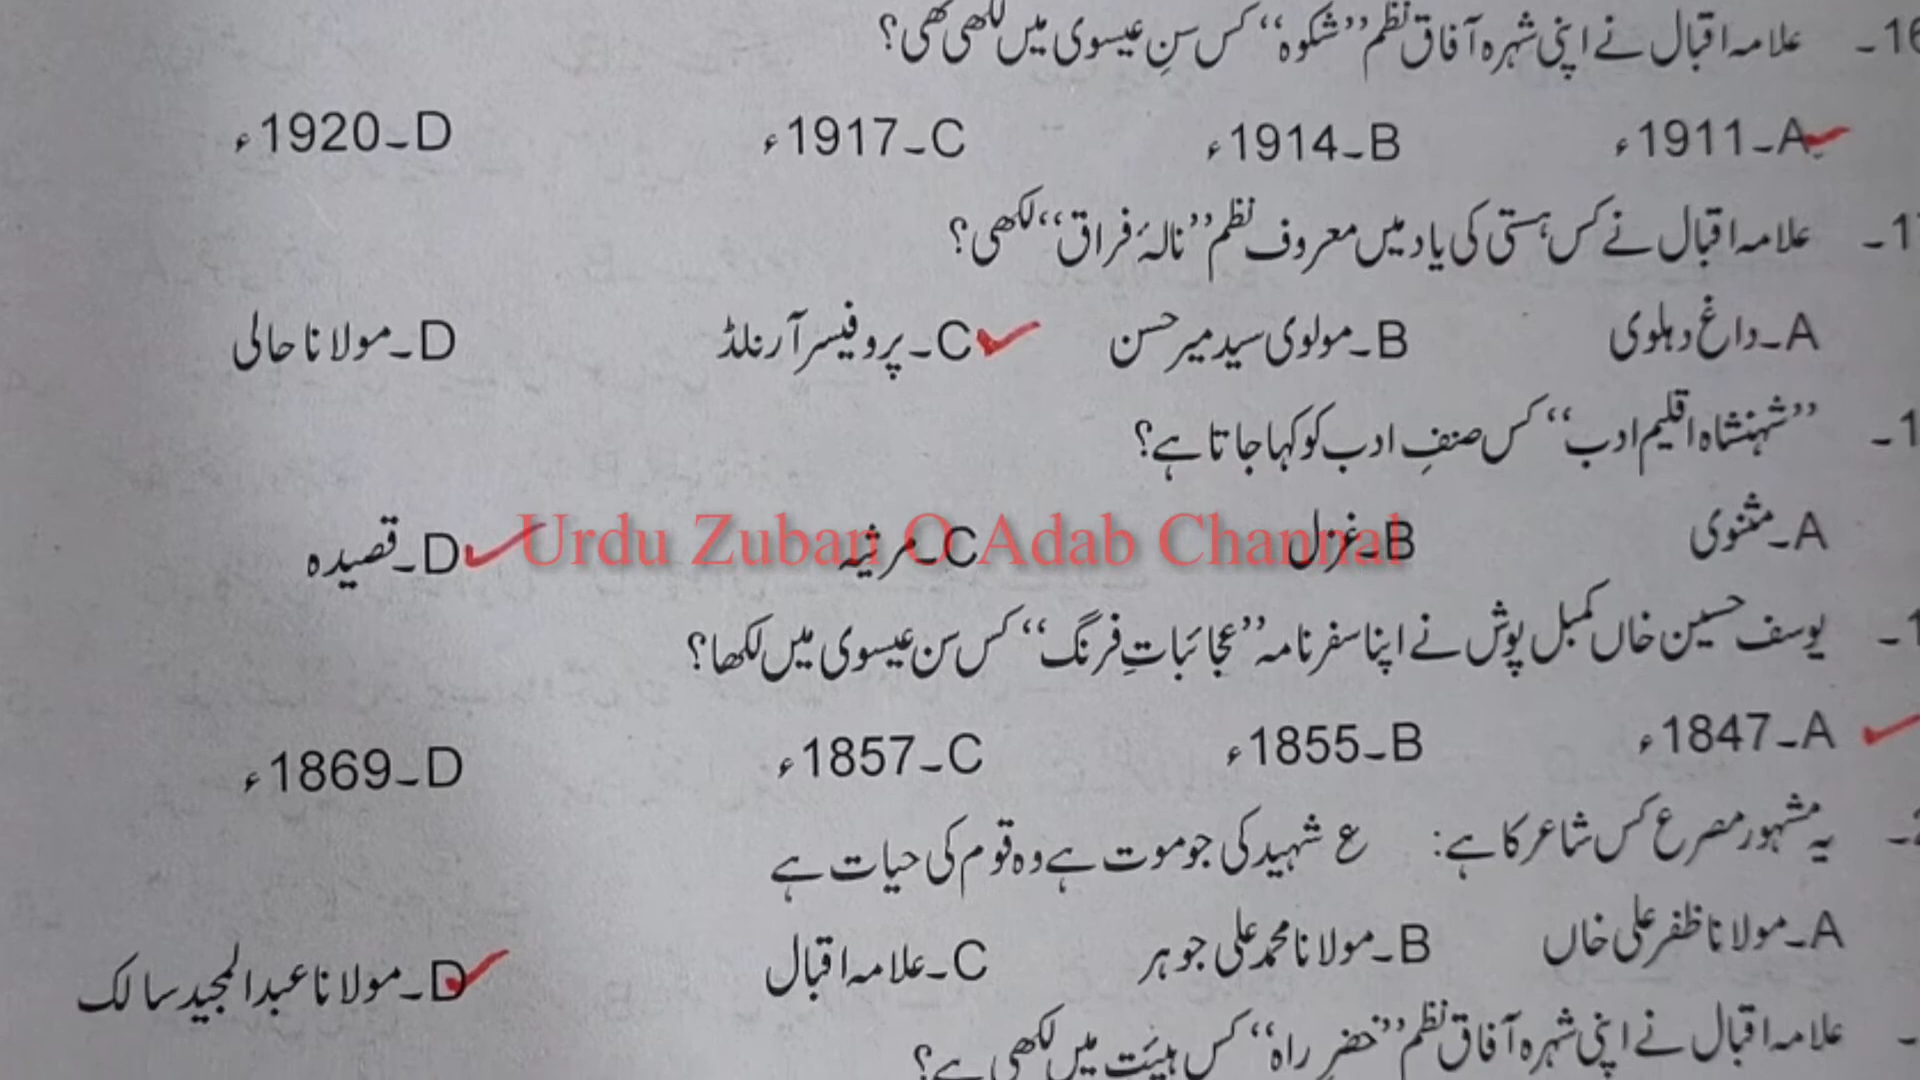 16۔ علامہ اقبال نے اپنی شہرہ آفاق نظم ’’شکوہ‘‘ کس سنِ عیسوی میں لکھی تھی؟
A۔1911ء B۔1914ء C۔1917ء D۔1920ء
علامہ اقبال نے کس ہستی کی یاد میں معروف نظم ’’نالۂ فراق‘‘ لکھی؟
A۔داغ دہلوی B۔مولوی سید میر حسن C۔پروفیسر آرنلڈ D۔مولانا حالی
’’شہنشاہ اقلیم ادب‘‘ کس صنفِ ادب کو کہا جاتا ہے؟
A۔مثنوی B۔غزل C۔مرثیہ D۔قصیدہ
Urdu Zuban O Adab Channal
یوسف حسین خاں کمبل پوش نے اپنا سفرنامہ ’’عجائباتِ فرنگ‘‘ کس سن عیسوی میں لکھا؟
A۔1847ء B۔1855ء C۔1857ء D۔1869ء
یہ مشہور مصرع کس شاعر کا ہے: ع شہید کی جو موت ہے وہ قوم کی حیات ہے
A۔مولانا ظفر علی خاں B۔مولانا محمد علی جوہر C۔علامہ اقبال D۔مولانا عبدالمجید سالک
علامہ اقبال نے اپنی شہرہ آفاق نظم ’’خضرِ راہ‘‘ کس ہیئت میں لکھی ہے؟